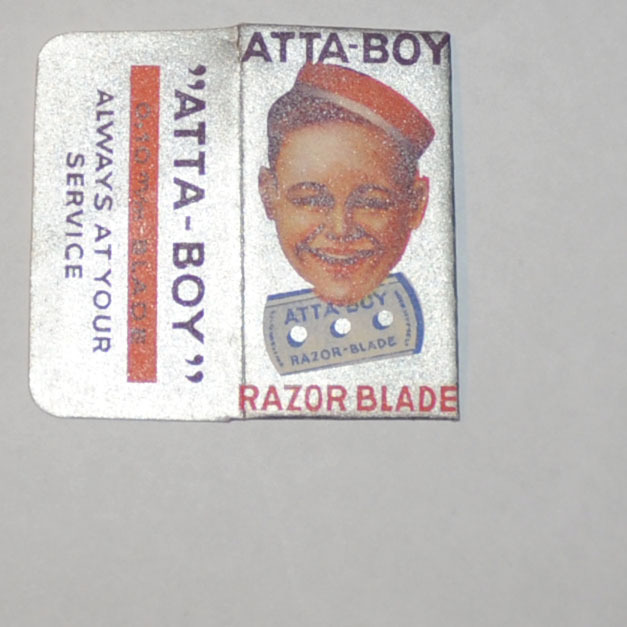 ATTA-BOY
ATTA BOY
RAZOR-BLADE
RAZOR BLADE
"ATTA-BOY"
ALWAYS AT YOUR
SERVICE